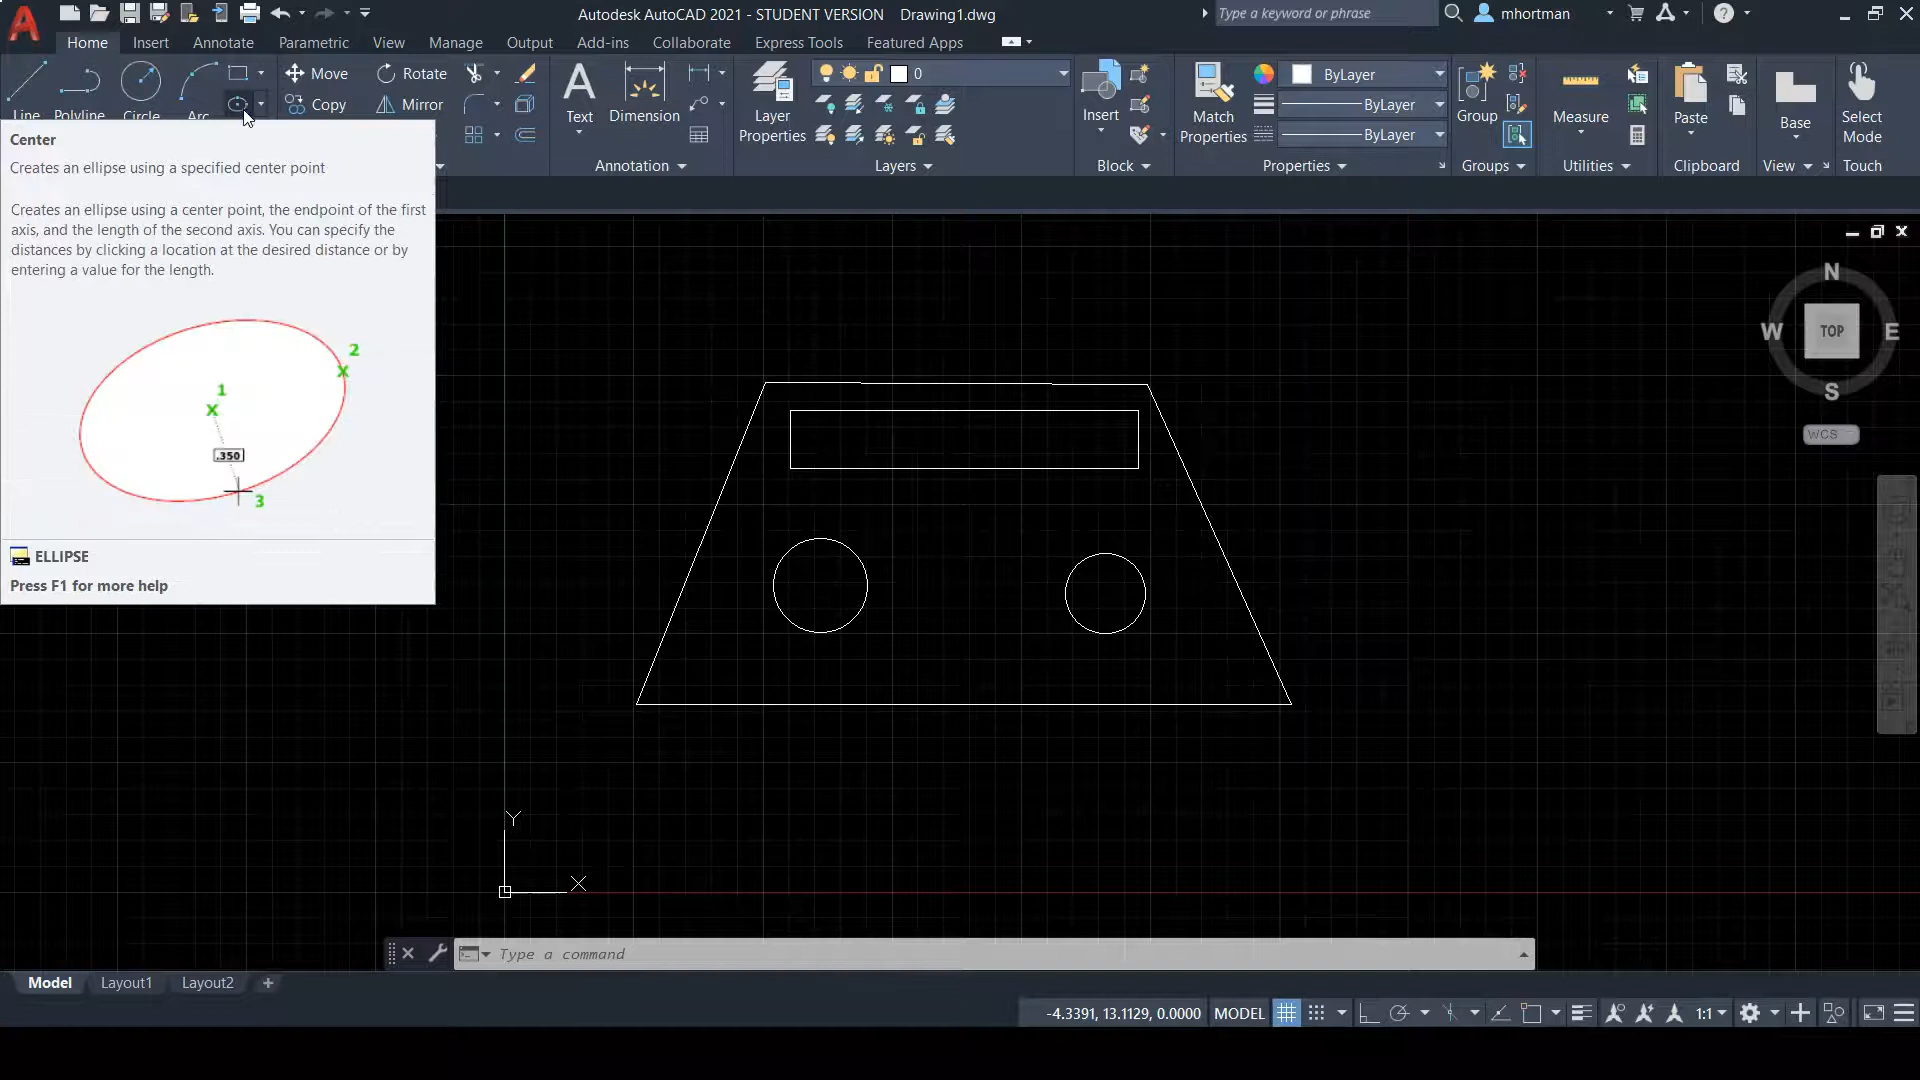 Autodesk AutoCAD 2021 - STUDENT VERSION Drawing1.dwg
Type a keyword or phrase
mhortman
Home Insert Annotate Parametric View Manage Output Add-ins Collaborate Express Tools Featured Apps
Line Polyline Circle Arc
Move Rotate
Copy Mirror
Text Dimension
Annotation
Layer Properties
0
Layers
Insert
Block
Match Properties
ByLayer
ByLayer
ByLayer
Properties
Group
Groups
Measure
Utilities
Paste
Clipboard
Base
View
Select Mode
Touch
Center
Creates an ellipse using a specified center point
Creates an ellipse using a center point, the endpoint of the first
axis, and the length of the second axis. You can specify the
distances by clicking a location at the desired distance or by
entering a value for the length.
2
1
.350
3
ELLIPSE
Press F1 for more help
N
W TOP E
S
WCS
Y
X
Type a command
Model Layout1 Layout2 +
-4.3391, 13.1129, 0.0000 MODEL 1:1